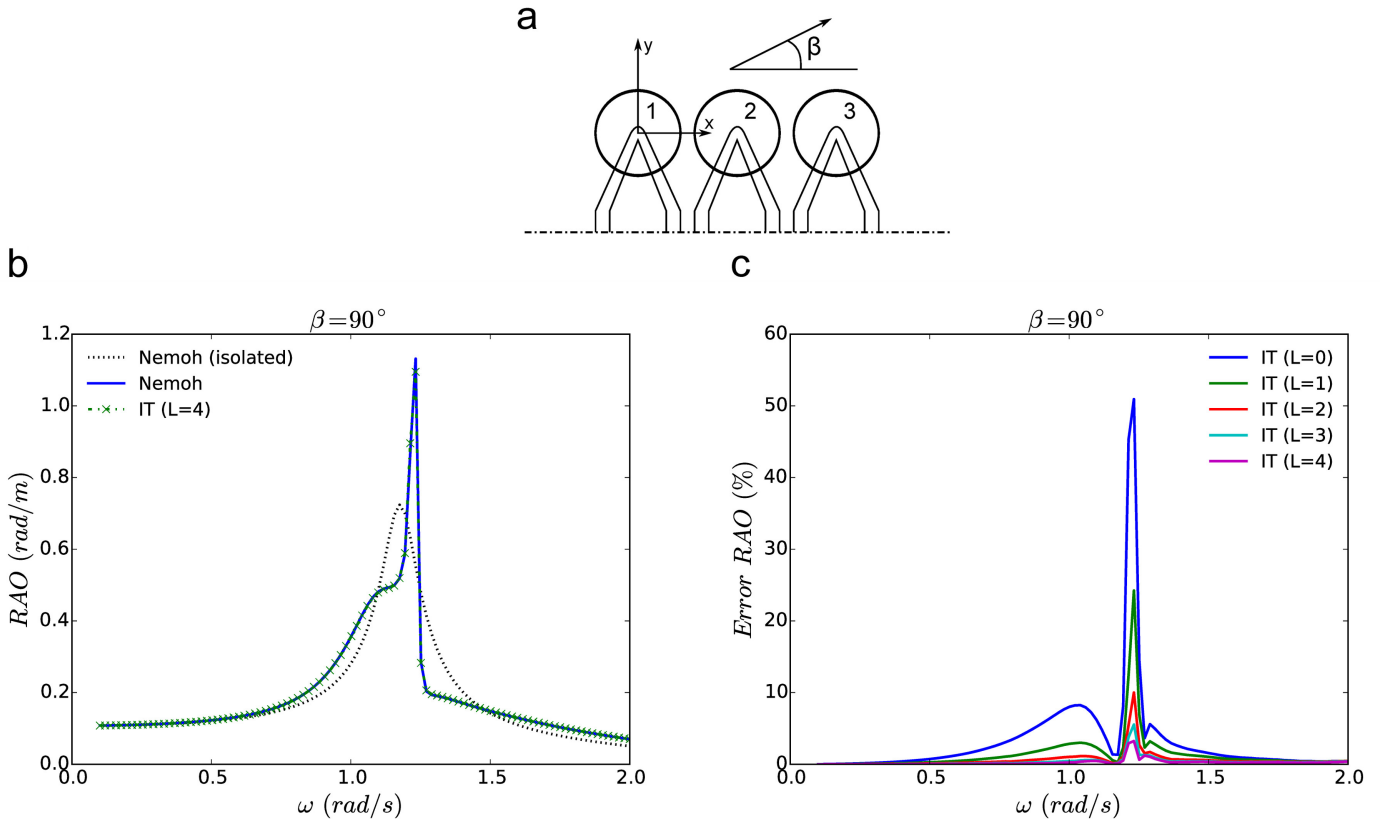 a
y
β
1
2
3
x
b
β=90°
1.2
1.0
0.8
0.6
0.4
0.2
0.0
RAO (rad/m)
Nemoh (isolated)
Nemoh
IT (L=4)
0.0 0.5 1.0 1.5 2.0
ω (rad/s)
c
β=90°
60
50
40
30
20
10
0
Error RAO (%)
IT (L=0)
IT (L=1)
IT (L=2)
IT (L=3)
IT (L=4)
0.0 0.5 1.0 1.5 2.0
ω (rad/s)